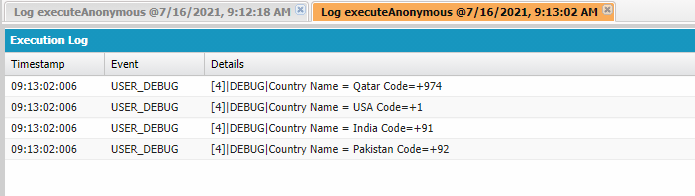 Log executeAnonymous @7/16/2021, 9:12:18 AM Log executeAnonymous @7/16/2021, 9:13:02 AM
Execution Log
Timestamp Event Details
09:13:02:006 USER_DEBUG [4]|DEBUG|Country Name = Qatar Code=+974
09:13:02:006 USER_DEBUG [4]|DEBUG|Country Name = USA Code=+1
09:13:02:006 USER_DEBUG [4]|DEBUG|Country Name = India Code=+91
09:13:02:006 USER_DEBUG [4]|DEBUG|Country Name = Pakistan Code=+92